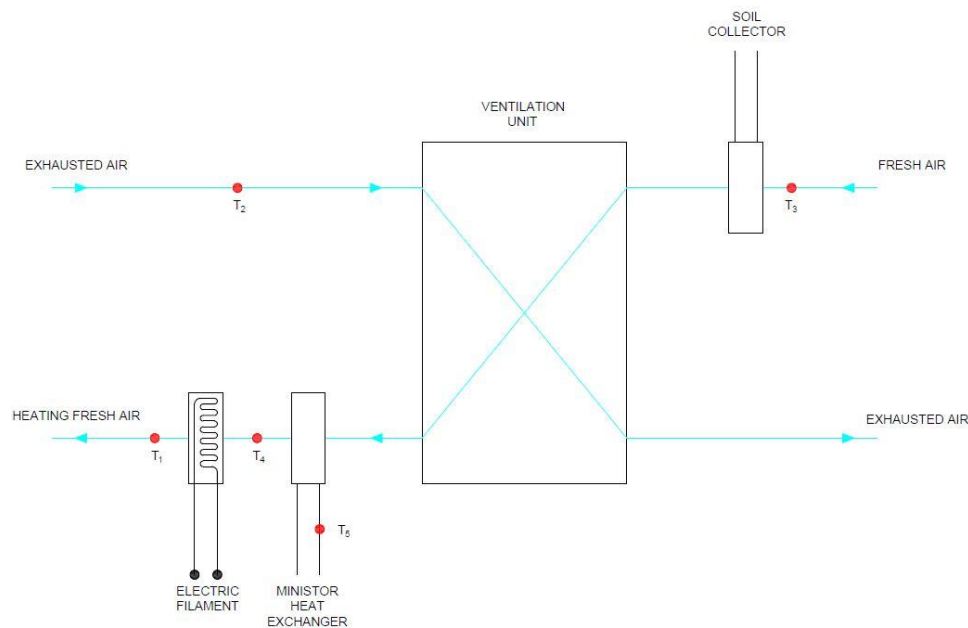 SOIL
COLLECTOR
VENTILATION
UNIT
EXHAUSTED AIR
FRESH AIR
T2
T3
HEATING FRESH AIR
EXHAUSTED AIR
T1
T4
T5
ELECTRIC
FILAMENT
MINISTOR
HEAT
EXCHANGER